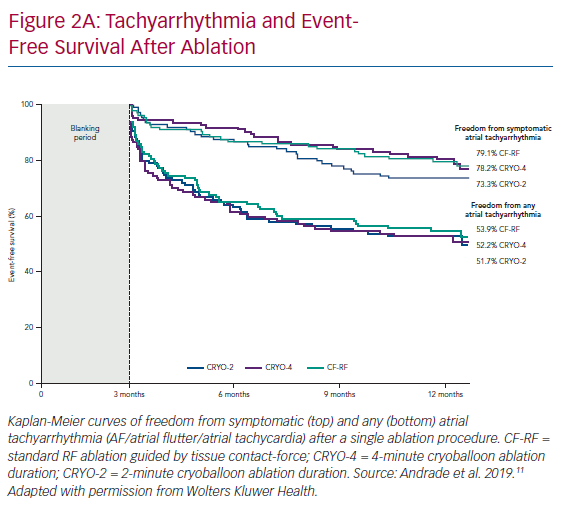 Figure 2A: Tachyarrhythmia and Event-
Free Survival After Ablation
100
80
60
40
20
0
Event-free survival (%)
Blanking
period
Freedom from symptomatic
atrial tachyarrhythmia
79.1% CF-RF
78.2% CRYO-4
73.3% CRYO-2
Freedom from any
atrial tachyarrhythmia
53.9% CF-RF
52.2% CRYO-4
51.7% CRYO-2
CRYO-2 CRYO-4 CF-RF
0 3 months 6 months 9 months 12 months
Kaplan-Meier curves of freedom from symptomatic (top) and any (bottom) atrial
tachyarrhythmia (AF/atrial flutter/atrial tachycardia) after a single ablation procedure. CF-RF =
standard RF ablation guided by tissue contact-force; CRYO-4 = 4-minute cryoballoon ablation
duration; CRYO-2 = 2-minute cryoballoon ablation duration. Source: Andrade et al. 2019.¹¹
Adapted with permission from Wolters Kluwer Health.